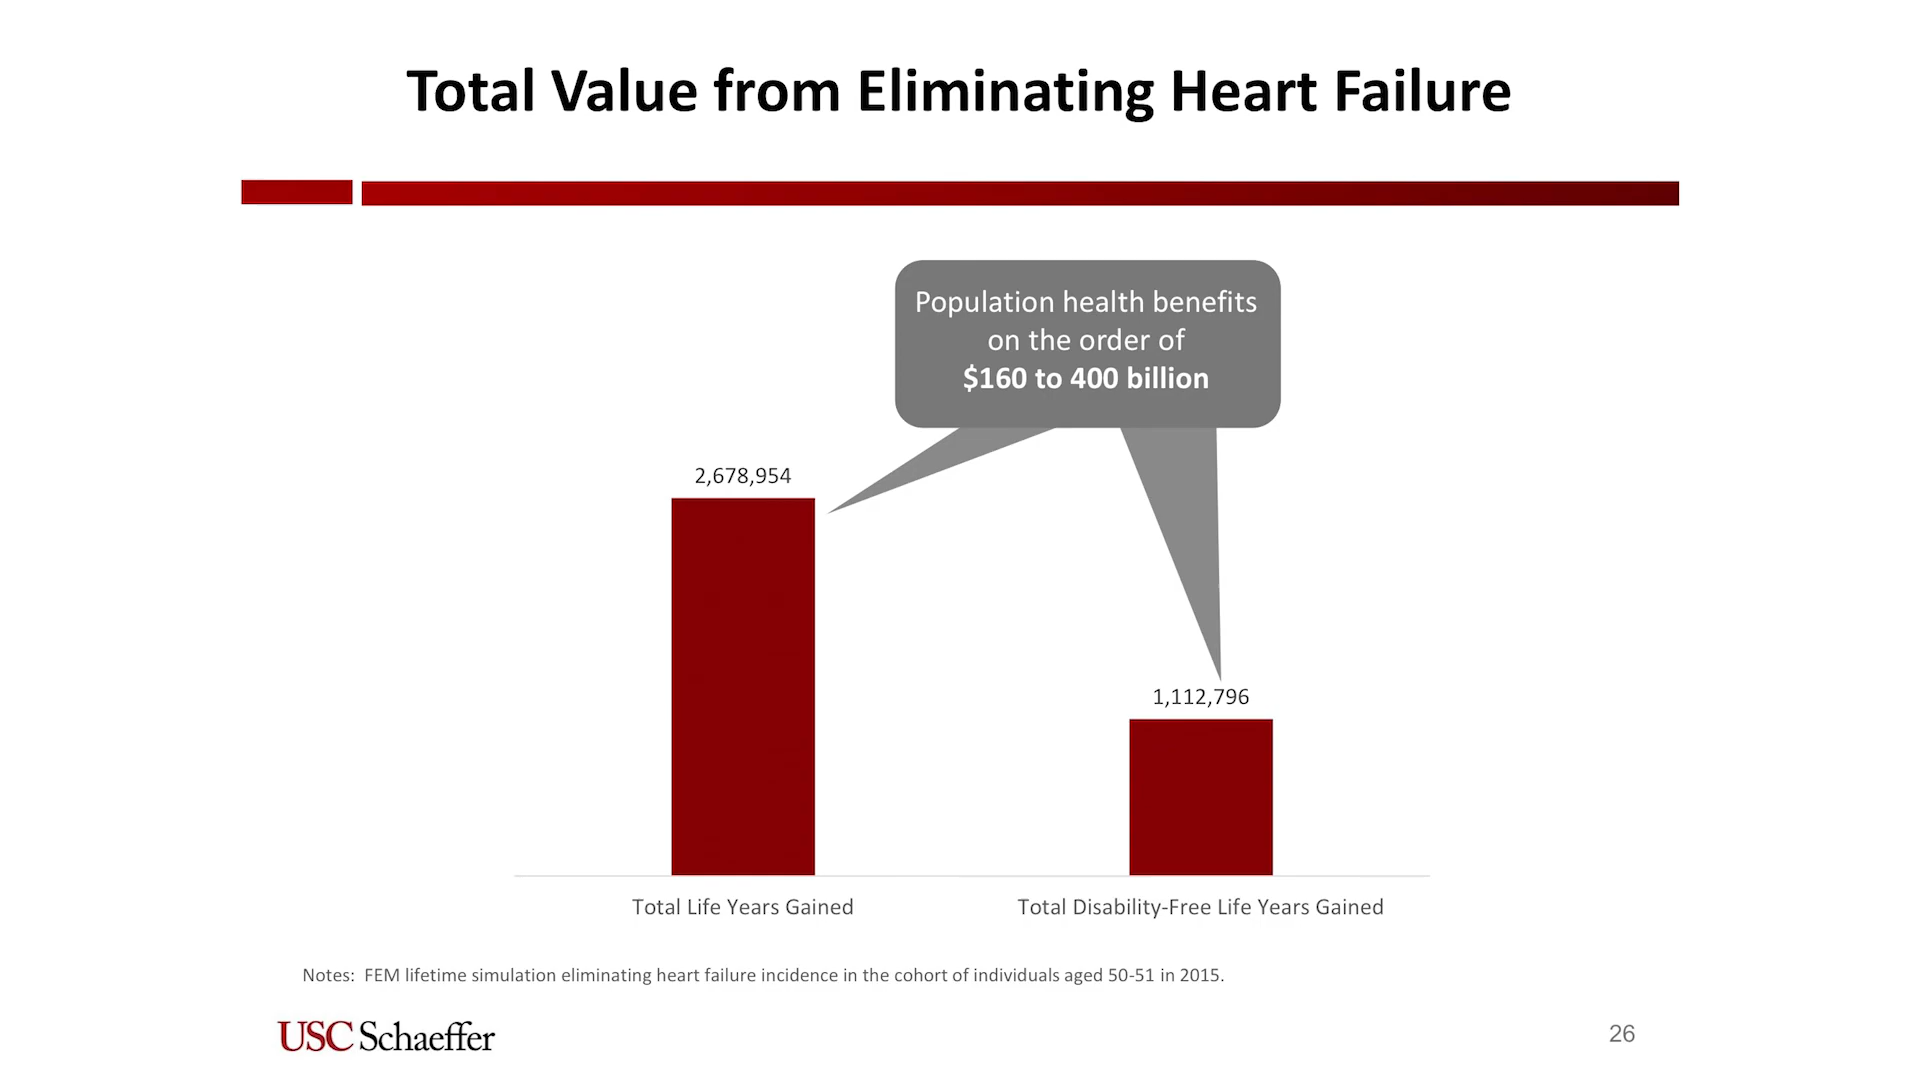 Total Value from Eliminating Heart Failure
Population health benefits
on the order of
$160 to 400 billion
2,678,954
1,112,796
Total Life Years Gained
Total Disability-Free Life Years Gained
Notes:  FEM lifetime simulation eliminating heart failure incidence in the cohort of individuals aged 50-51 in 2015.
USC Schaeffer
26